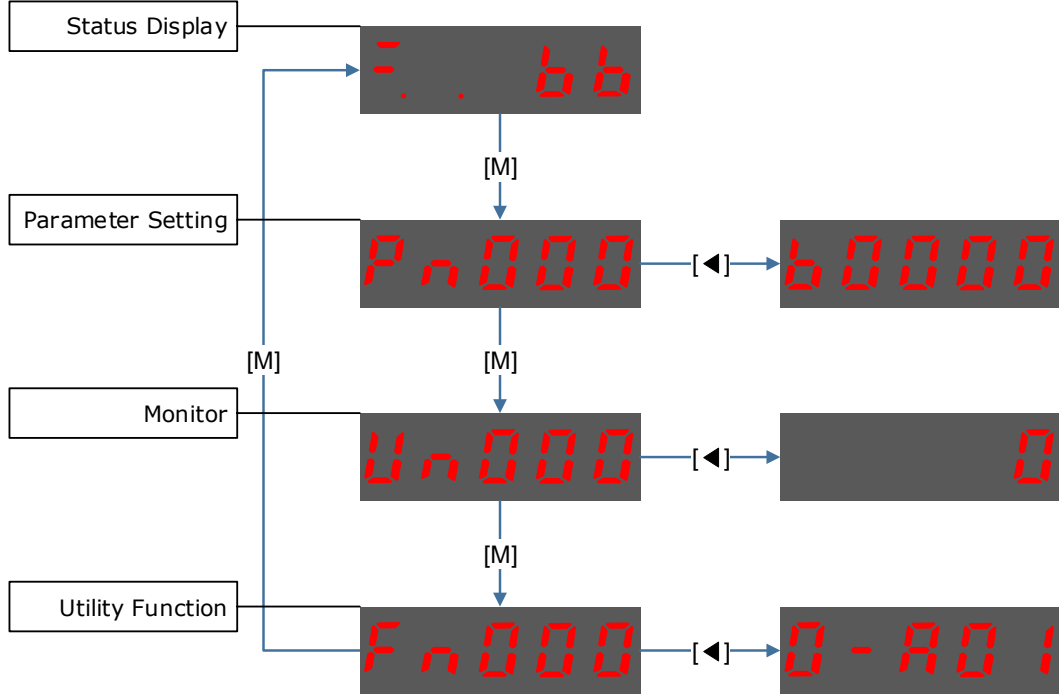 Status Display
bb
[M]
Parameter Setting
Pn000
[◀]
b0000
[M]
[M]
Monitor
Un000
[◀]
0
[M]
Utility Function
Fn000
[◀]
0-A01